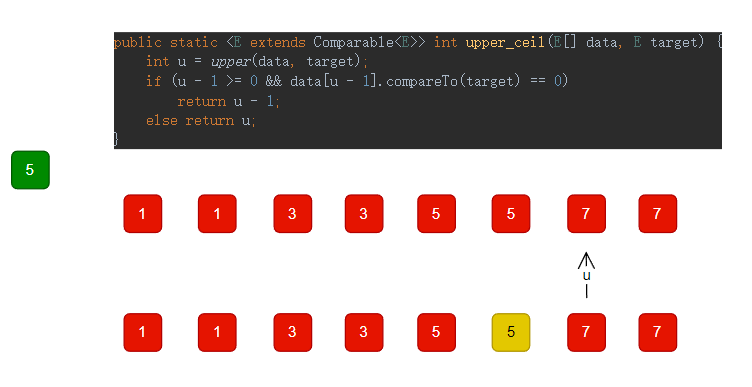 public static <E extends Comparable<E>> int upper_ceil(E[] data, E target) {
    int u = upper(data, target);
    if (u - 1 >= 0 && data[u - 1].compareTo(target) == 0)
        return u - 1;
    else return u;
}
5
1 1 3 3 5 5 7 7
u
1 1 3 3 5 5 7 7